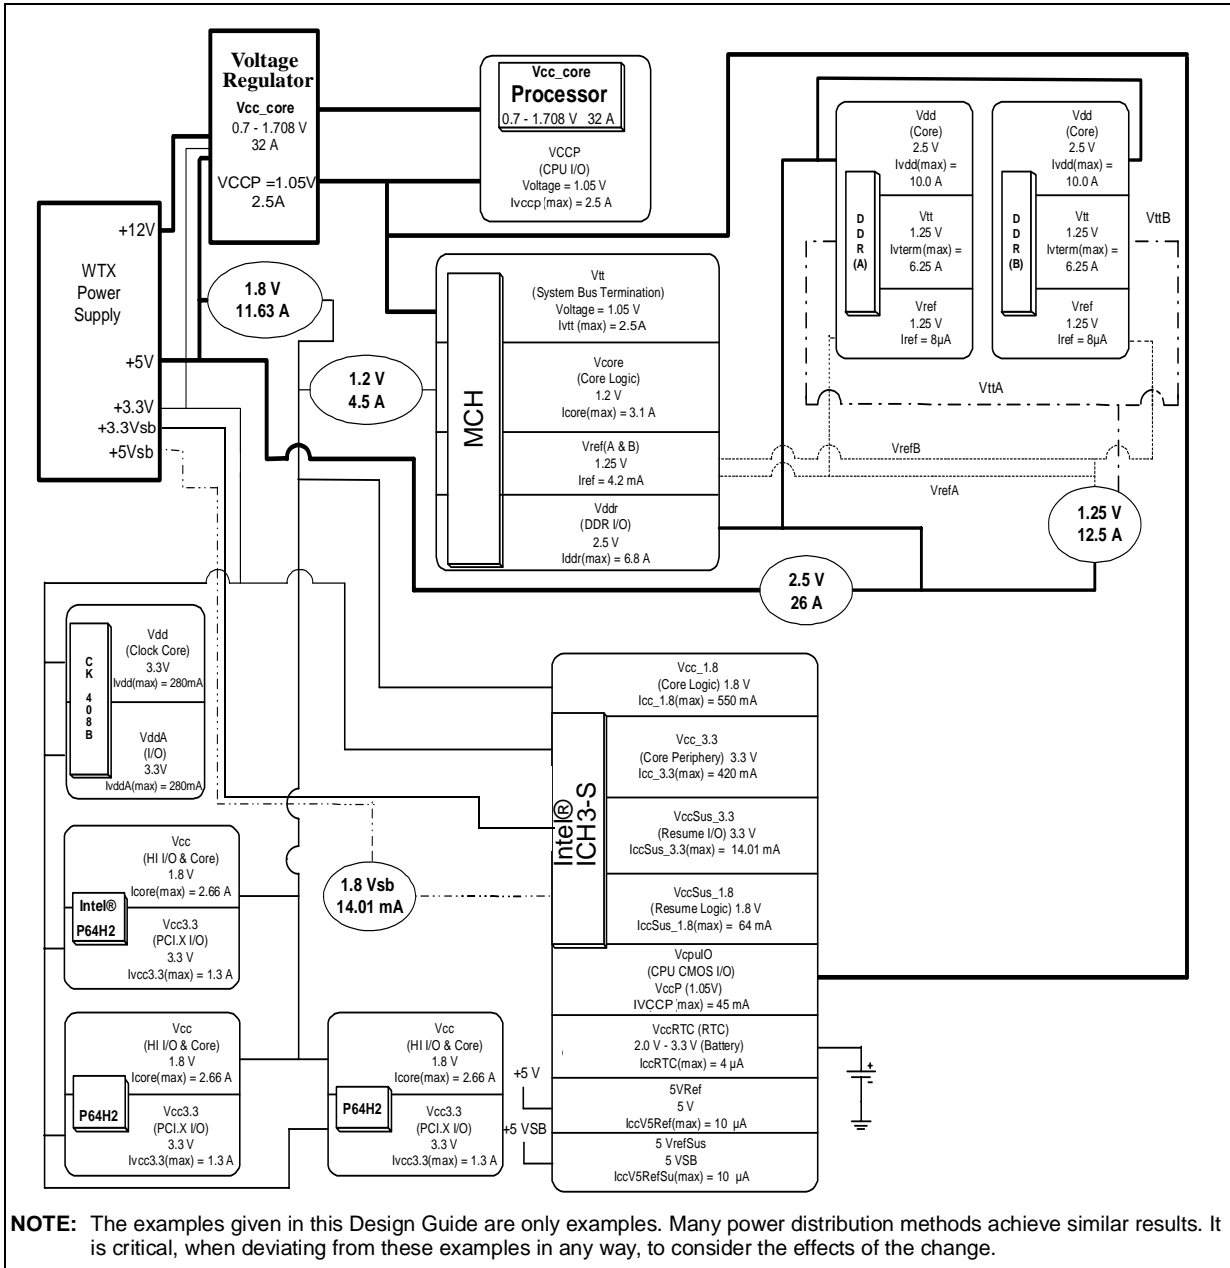 Voltage
Regulator
Vcc_core
0.7 - 1.708 V
32 A
VCCP =1.05V
2.5A
Vcc_core
Processor
0.7 - 1.708 V 32 A
VCCP
(CPU I/O)
Voltage = 1.05 V
Ivccp(max) = 2.5 A
Vdd
(Core)
2.5 V
Ivdd(max) =
10.0 A
DDR
(A)
Vtt
1.25 V
Ivterm(max) =
6.25 A
Vref
1.25 V
Iref = 8µA
Vdd
(Core)
2.5 V
Ivdd(max) =
10.0 A
DDR
(B)
Vtt
1.25 V
Ivterm(max) =
6.25 A
Vref
1.25 V
Iref = 8µA
VttB
VttA
WTX
Power
Supply
+12V
+5V
+3.3V
+3.3Vsb
+5Vsb
1.8 V
11.63 A
1.2 V
4.5 A
MCH
Vtt
(System Bus Termination)
Voltage = 1.05 V
Ivtt (max) = 2.5A
Vcore
(Core Logic)
1.2 V
Icore(max) = 3.1 A
Vref(A & B)
1.25 V
Iref = 4.2 mA
Vddr
(DDR I/O)
2.5 V
Iddr(max) = 6.8 A
VrefB
VrefA
1.25 V
12.5 A
2.5 V
26 A
CK 408B
Vdd
(Clock Core)
3.3V
Ivdd(max) = 280mA
VddA
(I/O)
3.3V
IvddA(max) = 280mA
Vcc
(HI I/O & Core)
1.8 V
Icore(max) = 2.66 A
Intel®
P64H2
Vcc3.3
(PCI.X I/O)
3.3 V
Ivcc3.3(max) = 1.3 A
1.8 Vsb
14.01 mA
Intel®
ICH3-S
Vcc_1.8
(Core Logic) 1.8 V
Icc_1.8(max) = 550 mA
Vcc_3.3
(Core Periphery) 3.3 V
Icc_3.3(max) = 420 mA
VccSus_3.3
(Resume I/O) 3.3 V
IccSus_3.3(max) = 14.01 mA
VccSus_1.8
(Resume Logic) 1.8 V
IccSus_1.8(max) = 64 mA
VcpuIO
(CPU CMOS I/O)
VccP (1.05V)
IVCCP(max) = 45 mA
VccRTC (RTC)
2.0 V - 3.3 V (Battery)
IccRTC(max) = 4 µA
5VRef
5 V
IccV5Ref(max) = 10 µA
5 VrefSus
5 VSB
IccV5RefSu(max) = 10 µA
+
-
+5 V
+5 VSB
Vcc
(HI I/O & Core)
1.8 V
Icore(max) = 2.66 A
P64H2
Vcc3.3
(PCI.X I/O)
3.3 V
Ivcc3.3(max) = 1.3 A
Vcc
(HI I/O & Core)
1.8 V
Icore(max) = 2.66 A
P64H2
Vcc3.3
(PCI.X I/O)
3.3 V
Ivcc3.3(max) = 1.3 A
NOTE: The examples given in this Design Guide are only examples. Many power distribution methods achieve similar results. It
is critical, when deviating from these examples in any way, to consider the effects of the change.